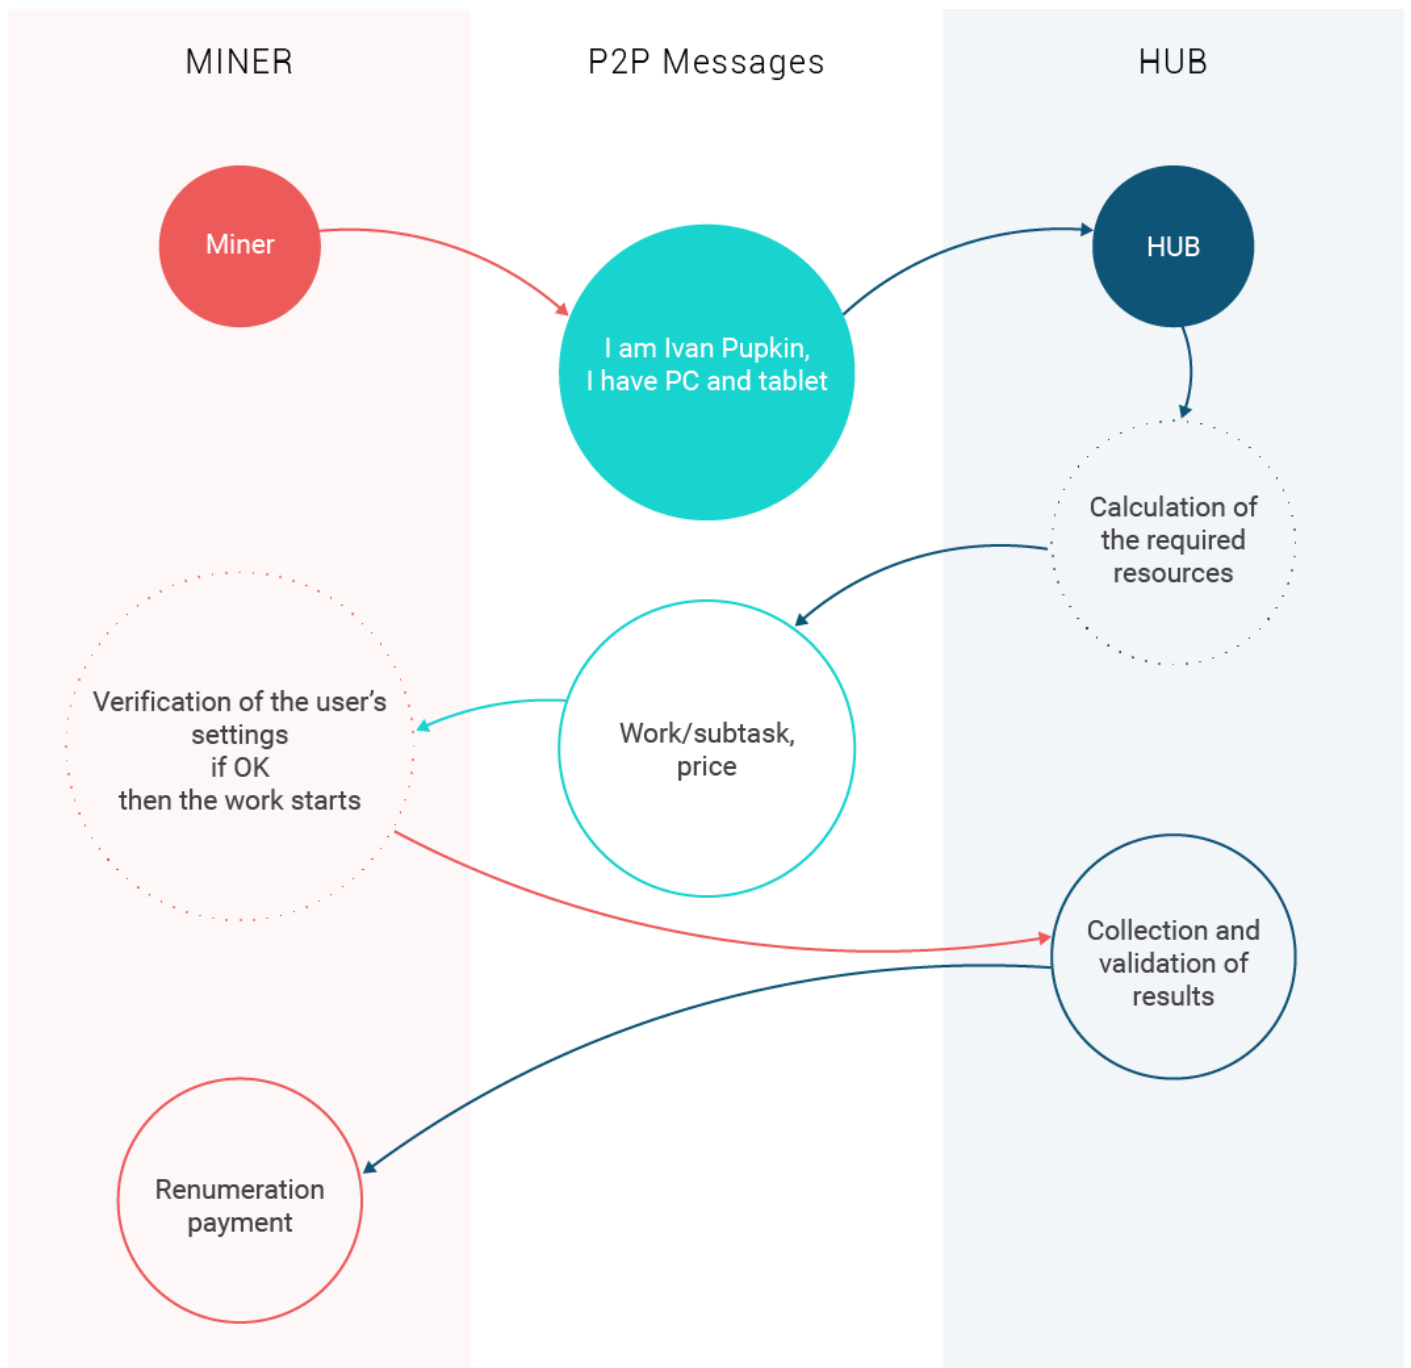 MINER
P2P Messages
HUB
Miner
HUB
I am Ivan Pupkin,
I have PC and tablet
Calculation of
the required
resources
Verification of the user's
settings
if OK
then the work starts
Work/subtask,
price
Collection and
validation of
results
Renumeration
payment